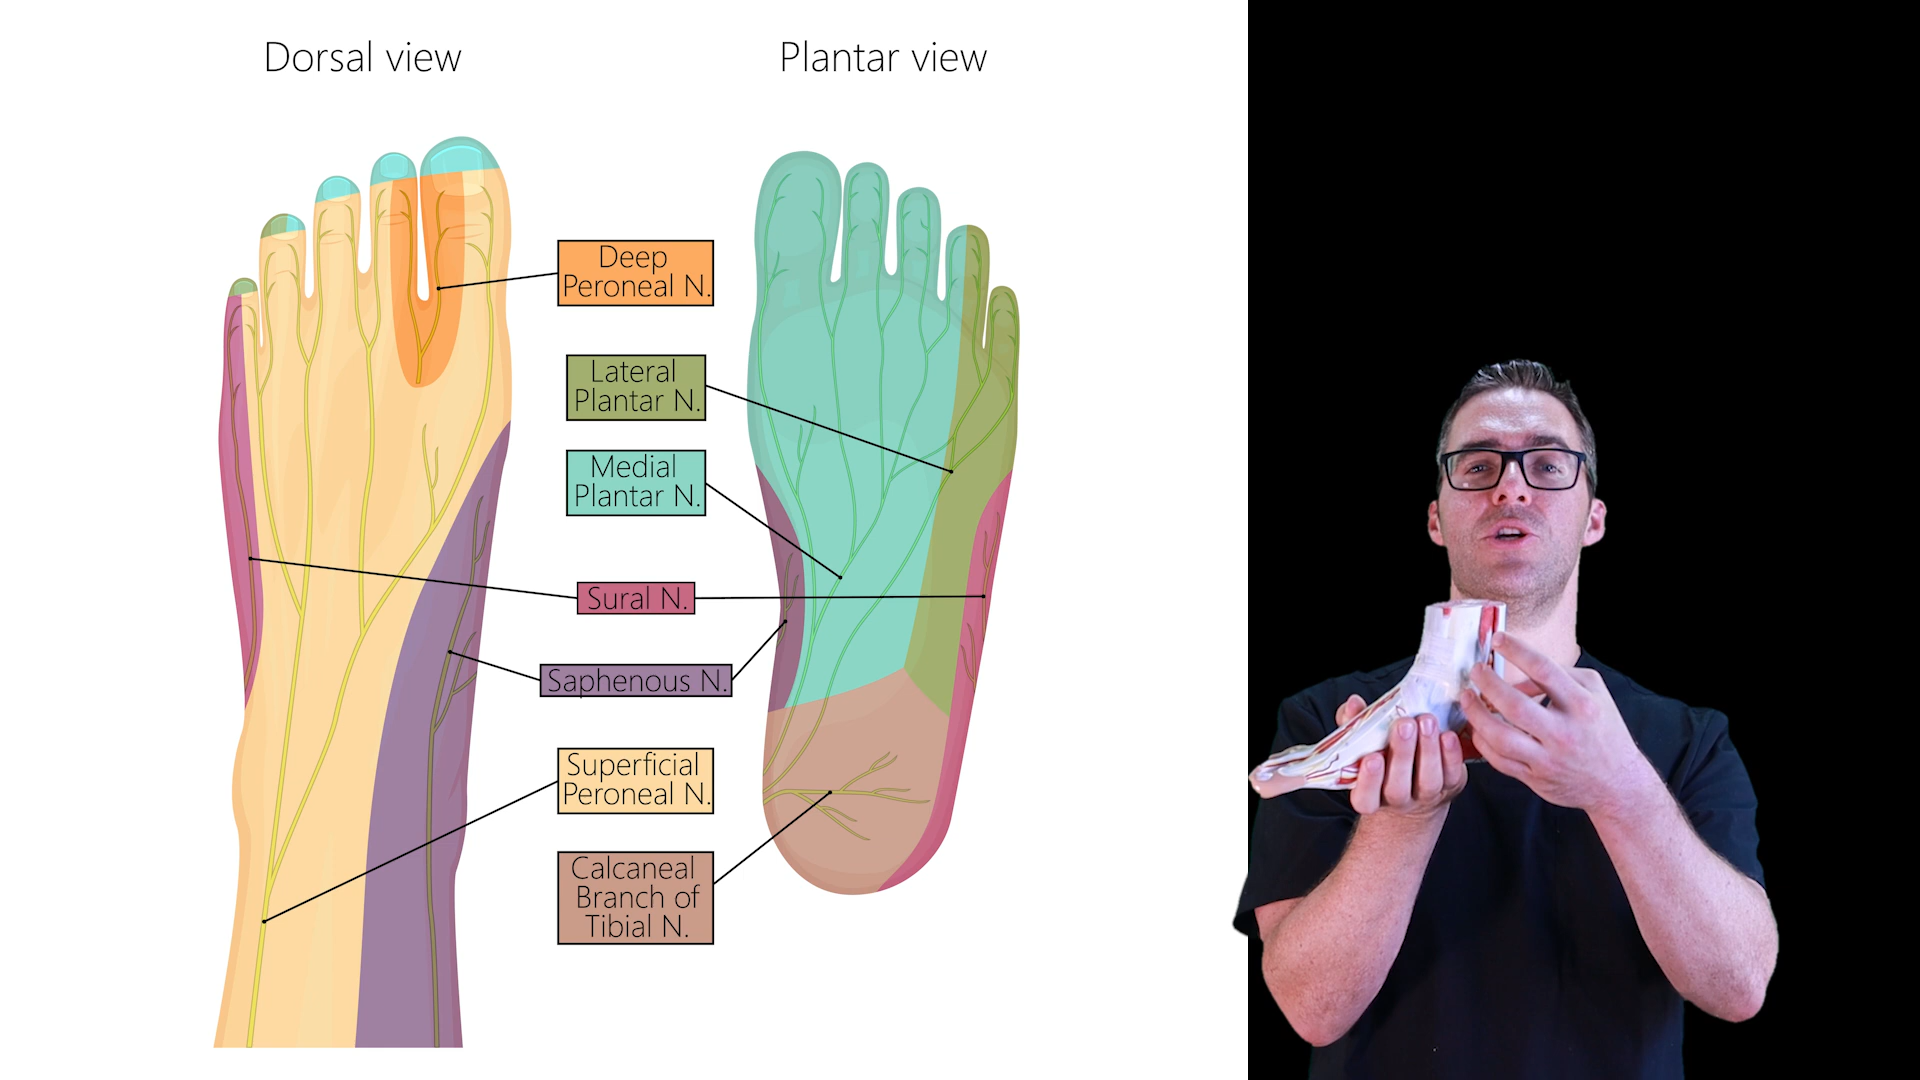 Dorsal view
Plantar view
Deep
Peroneal N.
Lateral
Plantar N.
Medial
Plantar N.
Sural N.
Saphenous N.
Superficial
Peroneal N.
Calcaneal
Branch of
Tibial N.